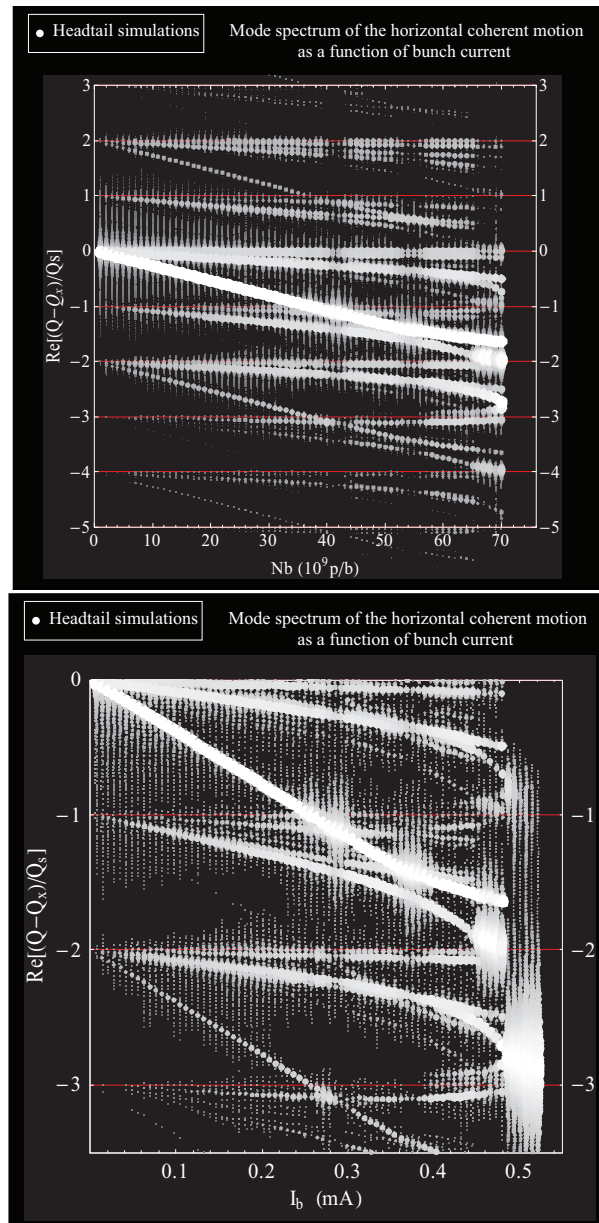 Headtail simulations
Mode spectrum of the horizontal coherent motion
as a function of bunch current
3
2
1
0
−1
−2
−3
−4
−5
Re[(Q−Qx)/Qs]
3
2
1
0
−1
−2
−3
−4
−5
0 10 20 30 40 50 60 70
Nb (10⁹p/b)
Headtail simulations
Mode spectrum of the horizontal coherent motion
as a function of bunch current
0
−1
−2
−3
Re[(Q−Qx)/Qs]
0
−1
−2
−3
0.1 0.2 0.3 0.4 0.5
I_b (mA)